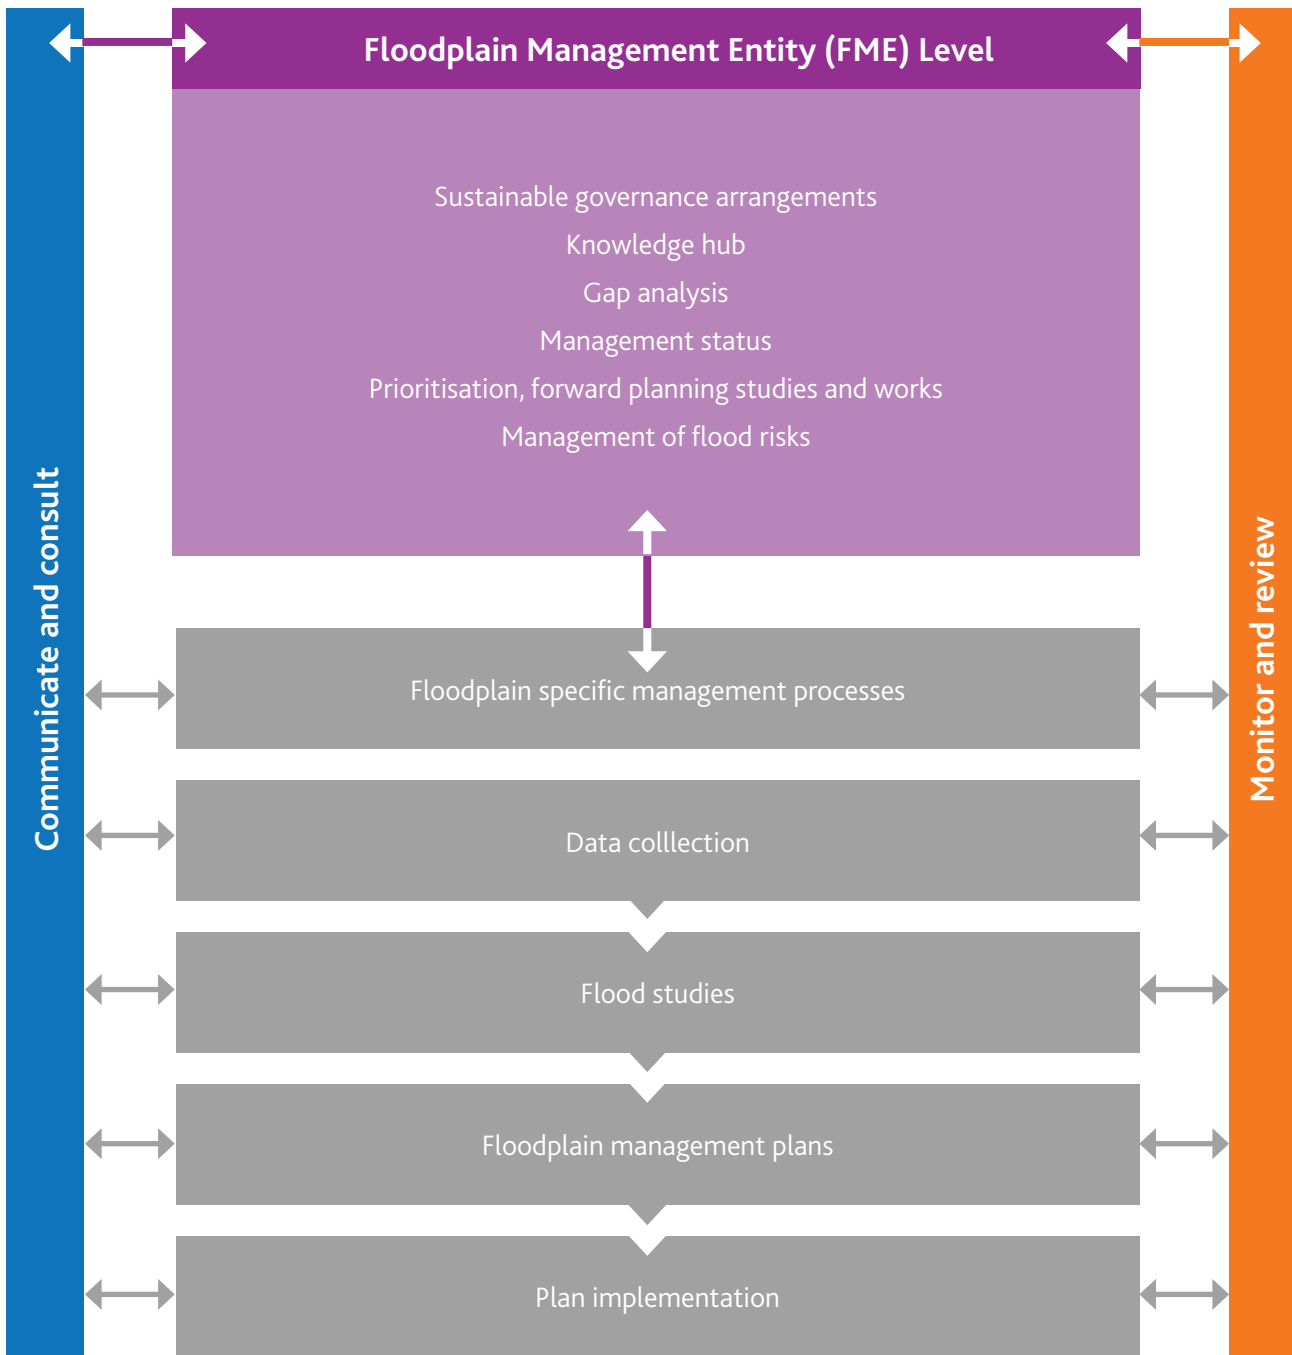 Floodplain Management Entity (FME) Level
Sustainable governance arrangements
Knowledge hub
Gap analysis
Management status
Prioritisation, forward planning studies and works
Management of flood risks
Communicate and consult
Monitor and review
Floodplain specific management processes
Data colllection
Flood studies
Floodplain management plans
Plan implementation